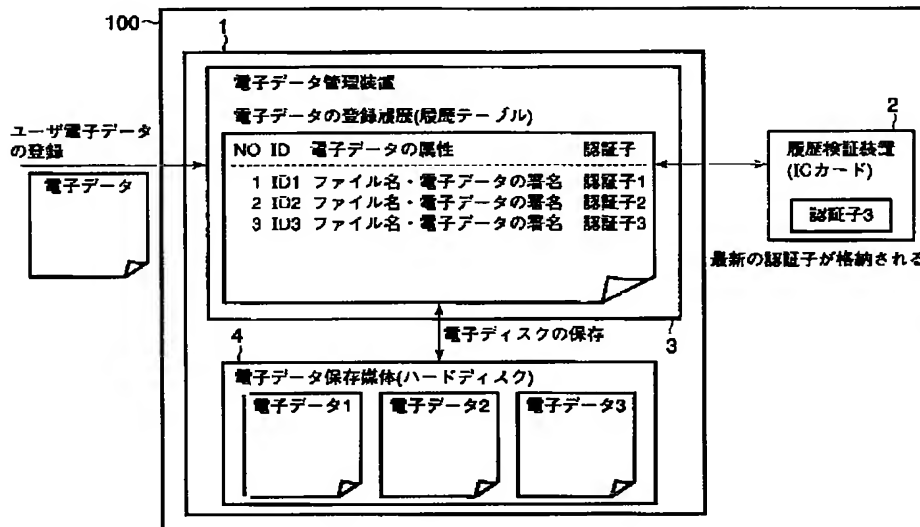 100
1
電子データ管理装置
電子データの登録履歴(履歴テーブル)
ユーザ電子データ
の登録
電子データ
NO ID 電子データの属性 認証子
1 ID1 ファイル名・電子データの署名 認証子1
2 ID2 ファイル名・電子データの署名 認証子2
3 ID3 ファイル名・電子データの署名 認証子3
2
履歴検証装置
(ICカード)
認証子3
最新の認証子が格納される
3
電子ディスクの保存
4
電子データ保存媒体(ハードディスク)
電子データ1 電子データ2 電子データ3